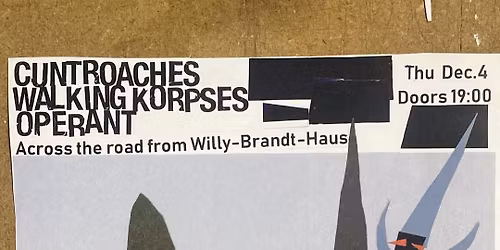 CUNTROACHES
WALKING KORPSES
OPERANT
Across the road from Willy-Brandt-Haus
Thu Dec.4
Doors 19:00